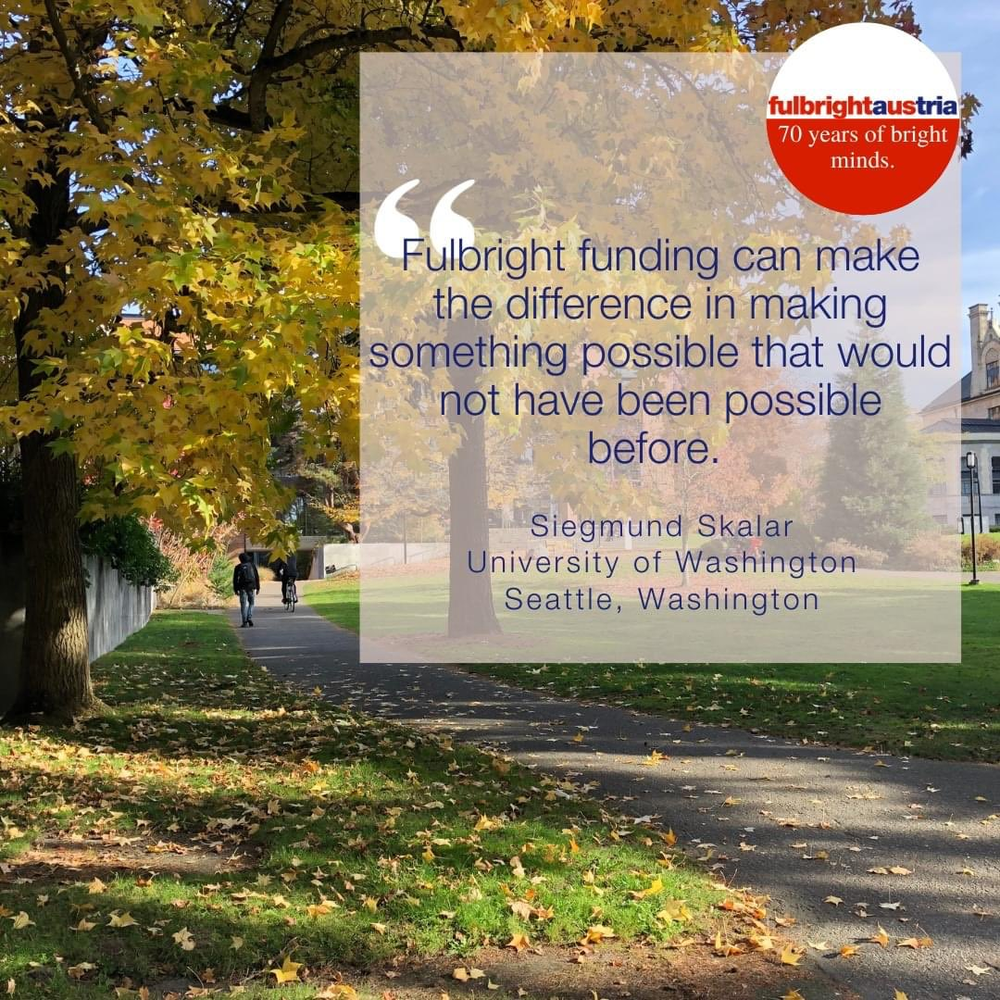 fulbrightaustria
70 years of bright
minds.
“
Fulbright funding can make
the difference in making
something possible that would
not have been possible
before.
Siegmund Skalar
University of Washington
Seattle, Washington